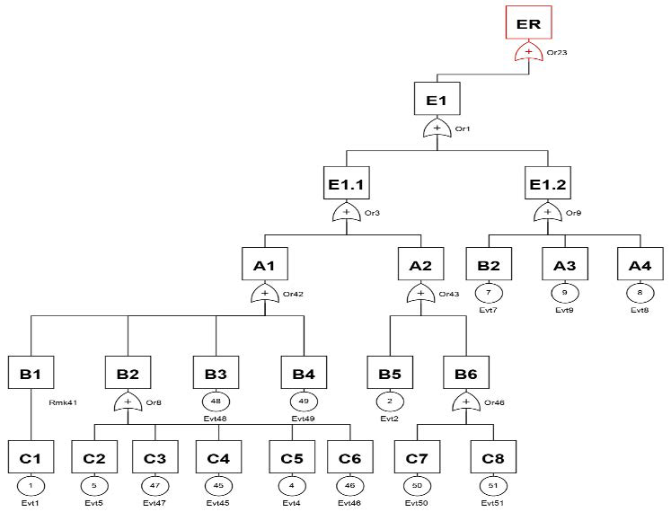 ER
+ Or23
E1
+ Or1
E1.1 E1.2
+ Or3 + Or9
A1 A2 B2 A3 A4
+ Or42 + Or43 7 9 8
Evt7 Evt9 Evt8
B1 B2 B3 B4 B5 B6
Rmk41 + Or8 48 49 2 + Or46
Evt48 Evt49 Evt2
C1 C2 C3 C4 C5 C6 C7 C8
1 5 47 45 4 46 50 51
Evt1 Evt5 Evt47 Evt45 Evt4 Evt46 Evt50 Evt51